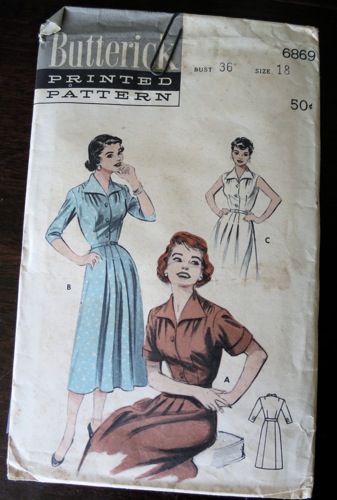 Butterick
PRINTED
PATTERN
6869
BUST 36" SIZE 18
50¢
B
C
A